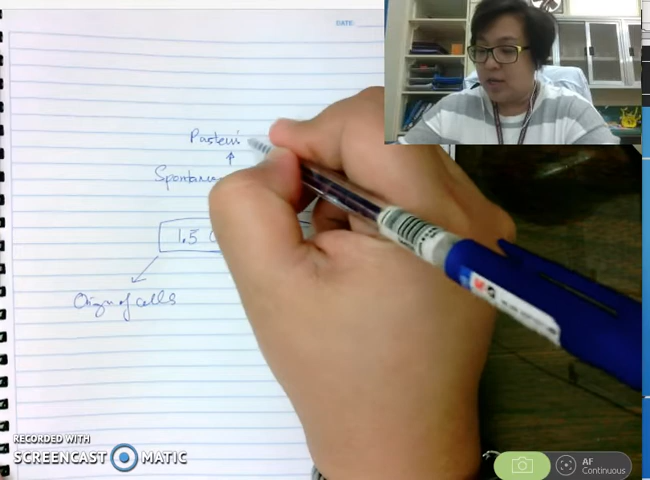 DATE:
Pasteur
Spontane
1.5
Origin of cells
RECORDED WITH
SCREENCAST MATIC
AF
Continuous